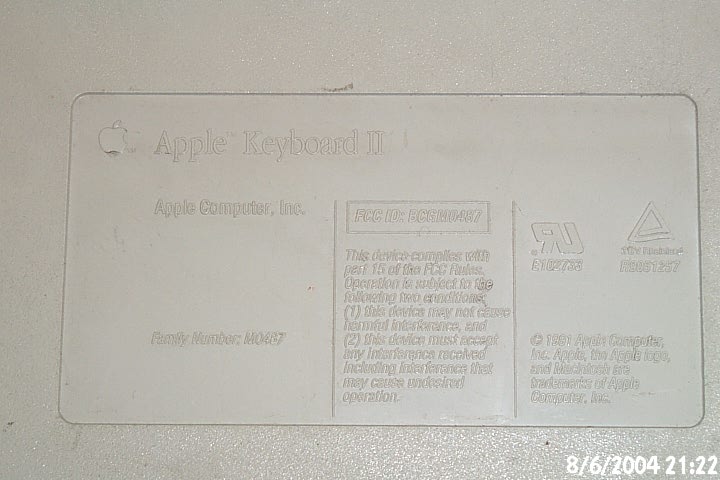 Apple™ Keyboard II
Apple Computer, Inc.
Family Number: M0487
FCC ID: BCGM0487
This device complies with
part 15 of the FCC Rules.
Operation is subject to the
following two conditions:
(1) this device may not cause
harmful interference, and
(2) this device must accept
any interference received
including interference that
may cause undesired
operation.
TÜV Rheinland
© 1991 Apple Computer,
Inc. Apple, the Apple logo,
and Macintosh are
trademarks of Apple
Computer, Inc.
8/6/2004 21:22